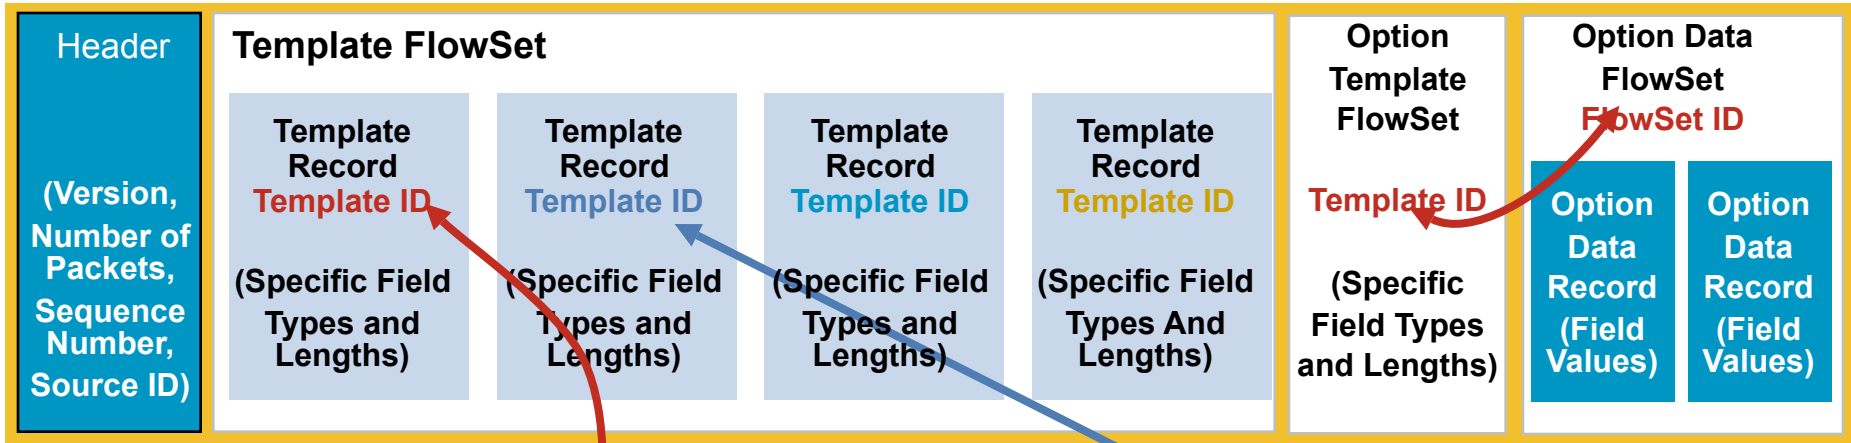 Header
(Version,
Number of
Packets,
Sequence
Number,
Source ID)
Template FlowSet
Template
Record
Template ID
(Specific Field
Types and
Lengths)
Template
Record
Template ID
(Specific Field
Types and
Lengths)
Template
Record
Template ID
(Specific Field
Types and
Lengths)
Template
Record
Template ID
(Specific Field
Types And
Lengths)
Option
Template
FlowSet
Template ID
(Specific
Field Types
and Lengths)
Option Data
FlowSet
FlowSet ID
Option
Data
Record
(Field
Values)
Option
Data
Record
(Field
Values)